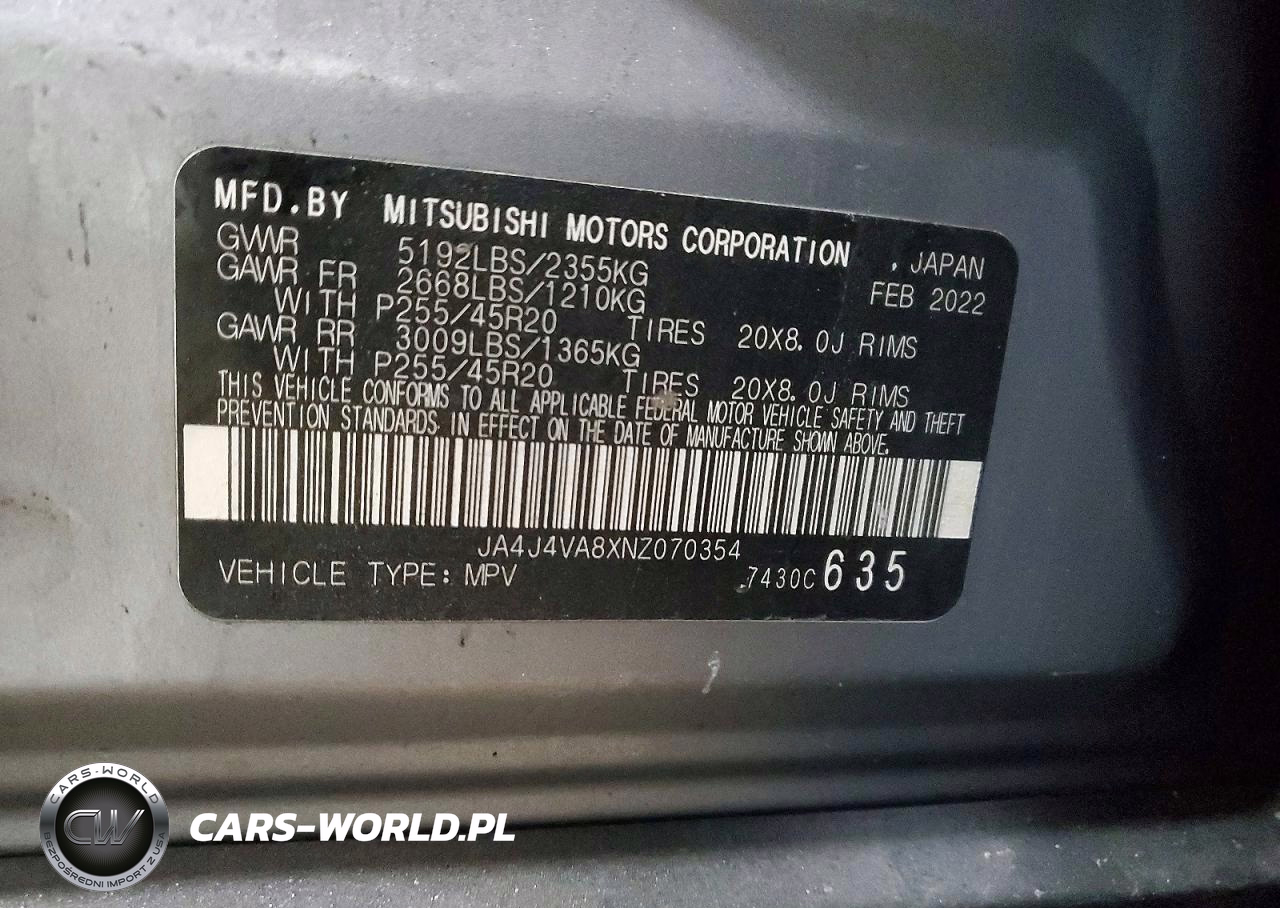 MFD.BY MITSUBISHI MOTORS CORPORATION , JAPAN
GVWR 5192LBS/2355KG FEB 2022
GAWR FR 2668LBS/1210KG
WITH P255/45R20 TIRES 20X8.0J RIMS
GAWR RR 3009LBS/1365KG
WITH P255/45R20 TIRES 20X8.0J RIMS
THIS VEHICLE CONFORMS TO ALL APPLICABLE FEDERAL MOTOR VEHICLE SAFETY AND THEFT
PREVENTION STANDARDS IN EFFECT ON THE DATE OF MANUFACTURE SHOWN ABOVE.
JA4J4VA8XNZ070354
VEHICLE TYPE: MPV 7430C 635
CARS-WORLD
CW
BEZPOŚREDNI IMPORT Z USA
CARS-WORLD.PL